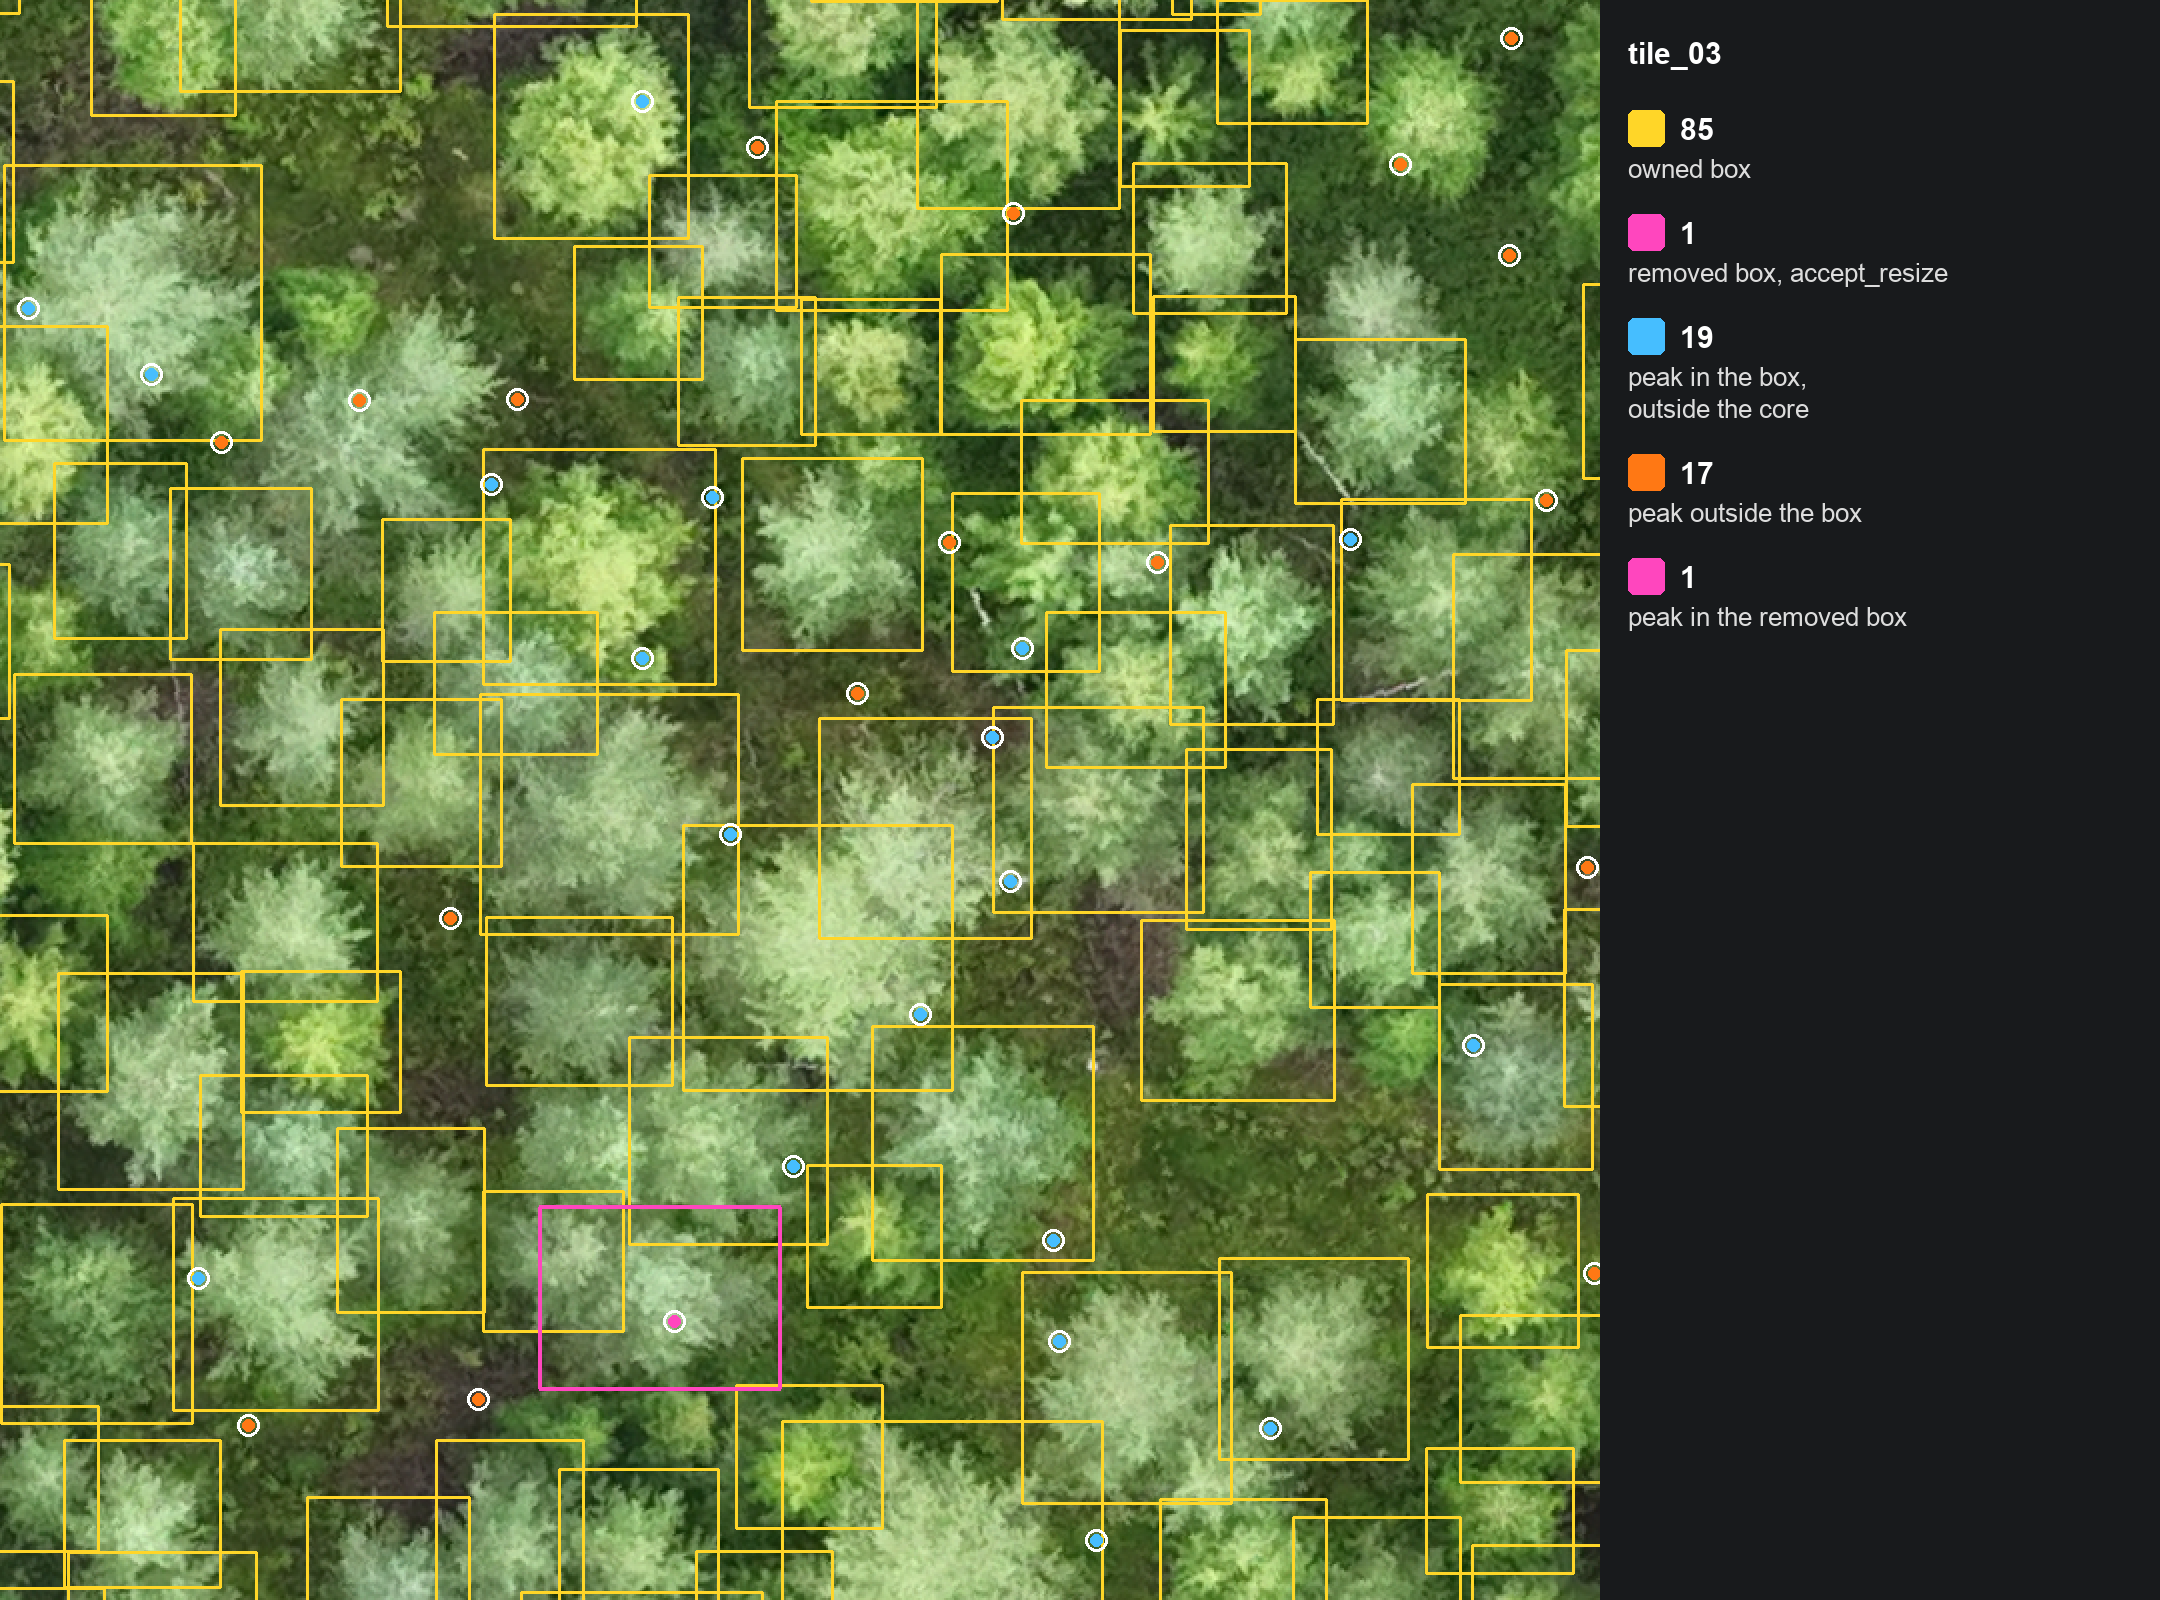 tile_03
85
owned box
1
removed box, accept_resize
19
peak in the box,
outside the core
17
peak outside the box
1
peak in the removed box